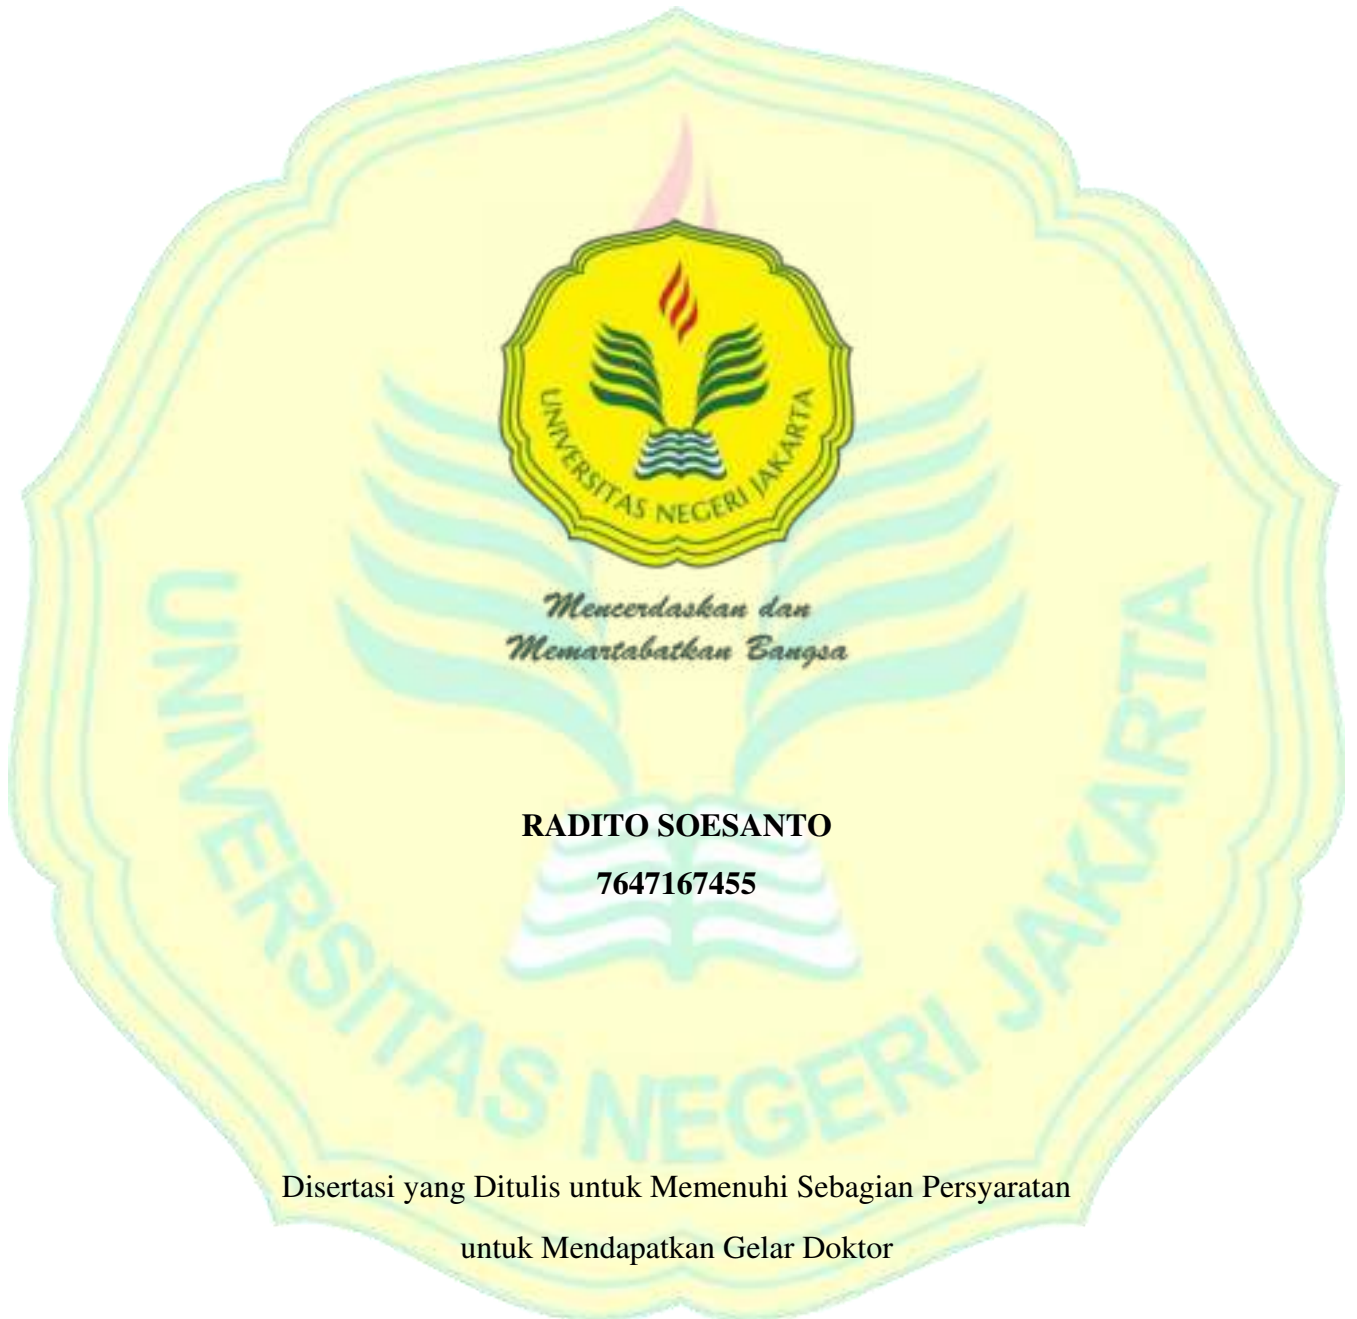 UNIVERSITAS NEGERI JAKARTA
Mencerdaskan dan
Memartabatkan Bangsa
RADITO SOESANTO
7647167455
UNIVERSITAS NEGERI JAKARTA
Disertasi yang Ditulis untuk Memenuhi Sebagian Persyaratan
untuk Mendapatkan Gelar Doktor